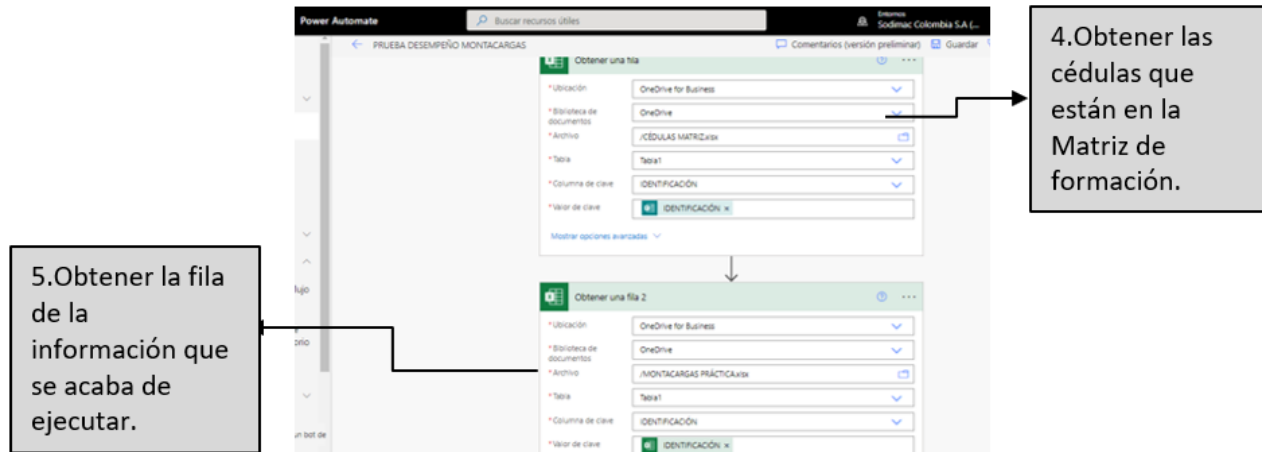 Power Automate
Buscar recursos útiles
Entornos
Sodimac Colombia S.A (...
PRUEBA DESEMPEÑO MONTACARGAS
Comentarios (versión preliminar)
Guardar
Obtener una fila
* Ubicación
OneDrive for Business
* Biblioteca de documentos
OneDrive
* Archivo
/CÉDULAS MATRIZ.xlsx
* Tabla
Tabla1
* Columna de clave
IDENTIFICACIÓN
* Valor de clave
IDENTIFICACIÓN ×
Mostrar opciones avanzadas
4.Obtener las
cédulas que
están en la
Matriz de
formación.
5.Obtener la fila
de la
información que
se acaba de
ejecutar.
Obtener una fila 2
* Ubicación
OneDrive for Business
* Biblioteca de documentos
OneDrive
* Archivo
/MONTACARGAS PRÁCTICA.xlsx
* Tabla
Tabla1
* Columna de clave
IDENTIFICACIÓN
* Valor de clave
IDENTIFICACIÓN ×
un bot de